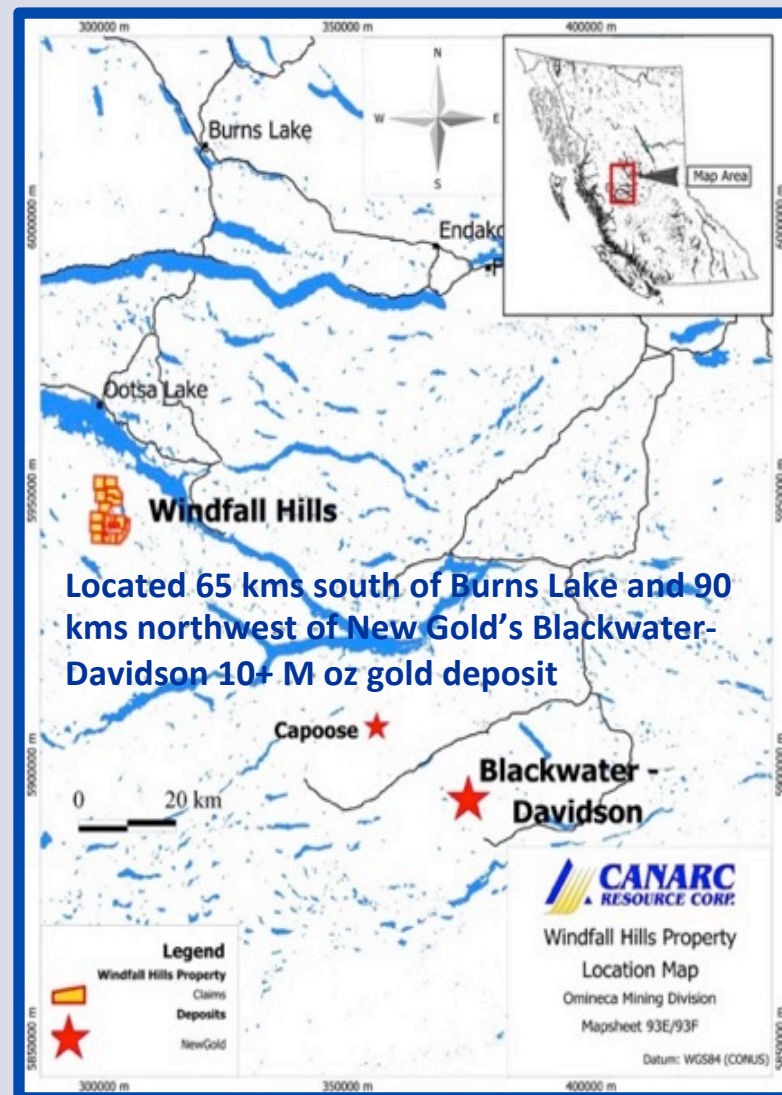 300000 m
350000 m
400000 m
N
W
E
S
Burns Lake
Map Area
6000000 m
6000000 m
Ootsa Lake
5950000 m
Windfall Hills
Located 65 kms south of Burns Lake and 90
kms northwest of New Gold’s Blackwater-
Davidson 10+ M oz gold deposit
Capoose
5900000 m
Blackwater -
Davidson
0 20 km
CANARC
RESOURCE CORP.
Windfall Hills Property
Location Map
Omineca Mining Division
Mapsheet 93E/93F
Datum: WGS84 (CONUS)
Legend
Windfall Hills Property
Claims
Deposits
NewGold
5850000 m
300000 m
350000 m
400000 m